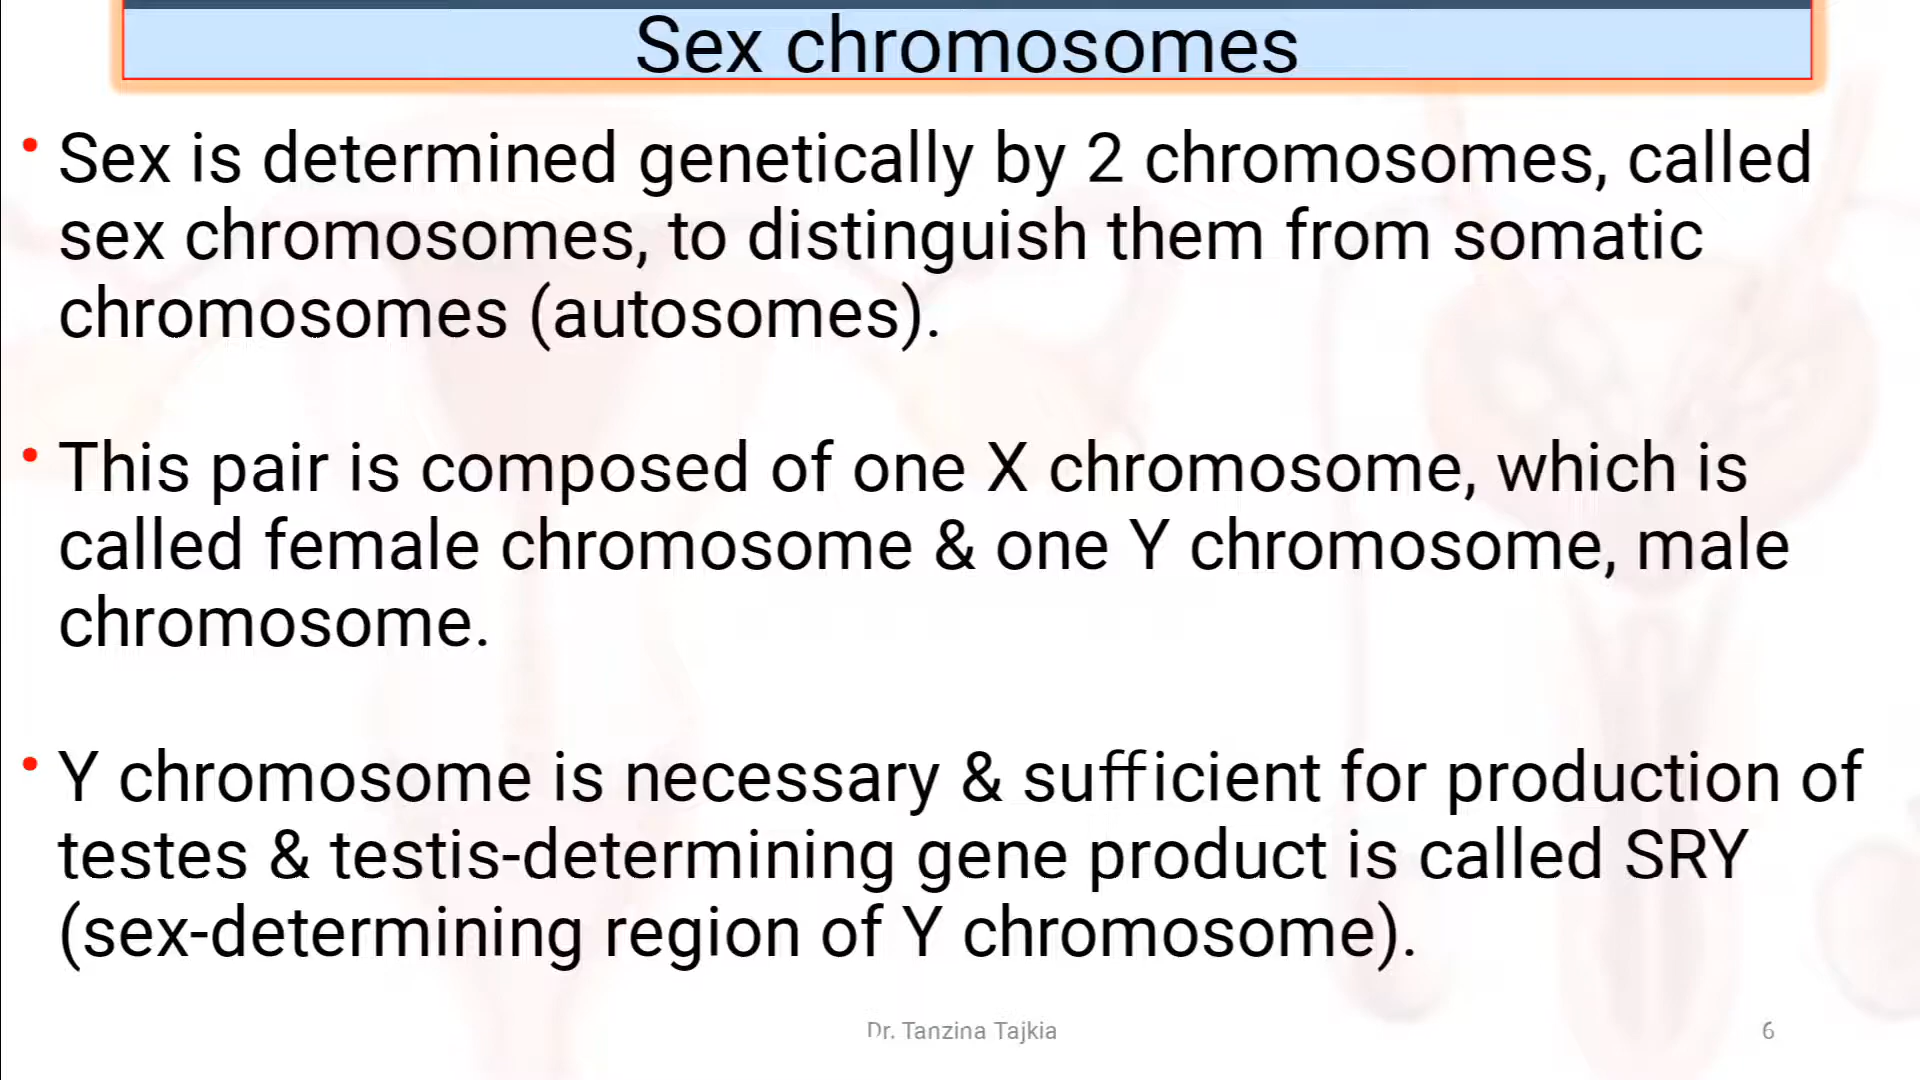 Sex chromosomes
• Sex is determined genetically by 2 chromosomes, called
sex chromosomes, to distinguish them from somatic
chromosomes (autosomes).
• This pair is composed of one X chromosome, which is
called female chromosome & one Y chromosome, male
chromosome.
• Y chromosome is necessary & sufficient for production of
testes & testis-determining gene product is called SRY
(sex-determining region of Y chromosome).
Dr. Tanzina Tajkia
6